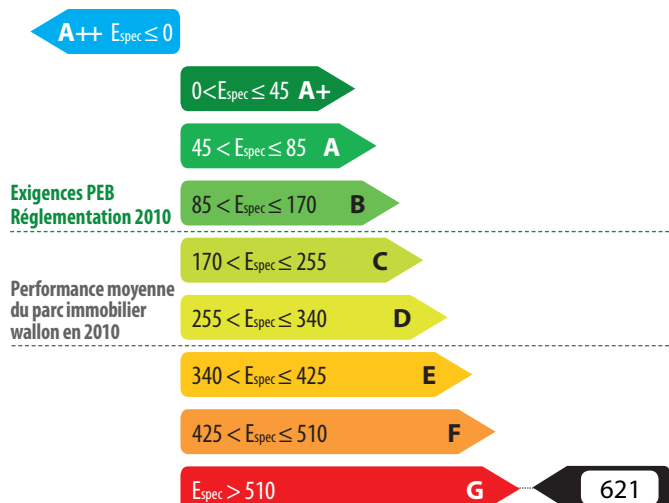 A++ Espec ≤ 0
0<Espec ≤ 45 A+
45 < Espec ≤ 85 A
Exigences PEB
Réglementation 2010
85 < Espec ≤ 170 B
170 < Espec ≤ 255 C
Performance moyenne
du parc immobilier
wallon en 2010
255 < Espec ≤ 340 D
340 < Espec ≤ 425 E
425 < Espec ≤ 510 F
Espec > 510 G 621